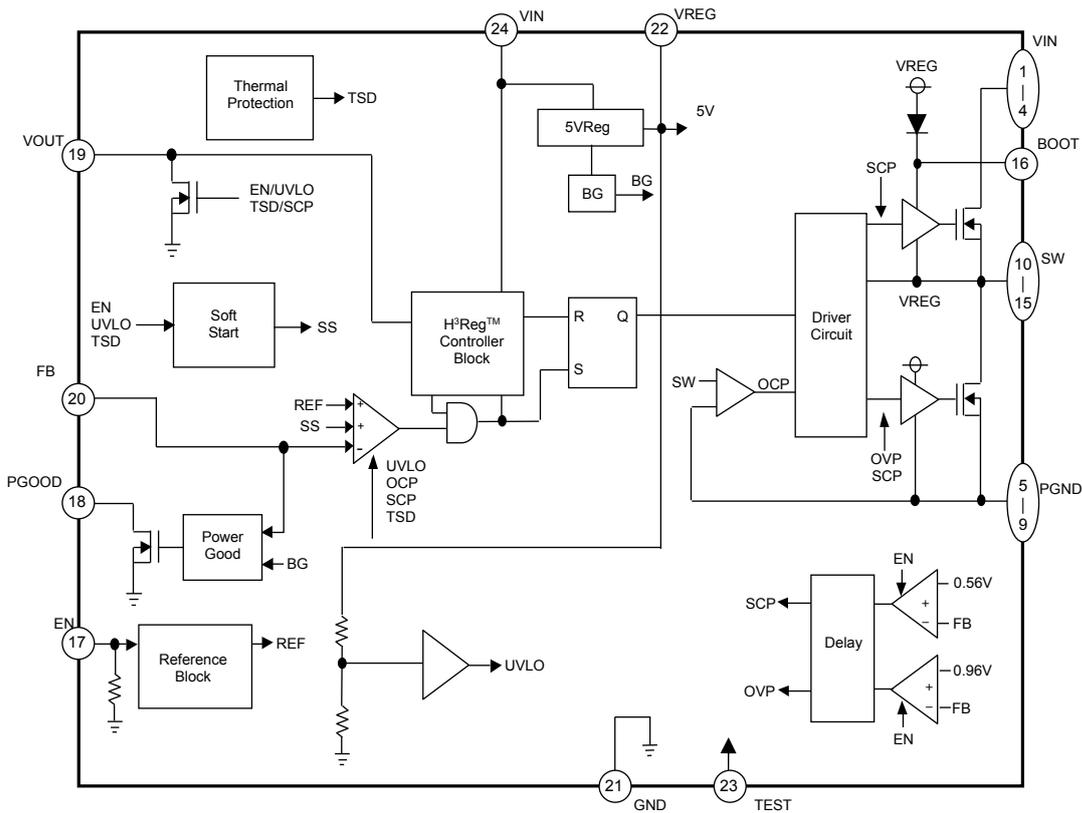 VIN
24
VREG
22
VIN
1
4
Thermal
Protection
TSD
VREG
5V
5VReg
VOUT
19
BOOT
16
EN/UVLO
TSD/SCP
BG
BG
SCP
SW
10
15
VREG
EN
UVLO
TSD
Soft
Start
SS
H³Reg™
Controller
Block
R
Q
S
Driver
Circuit
FB
20
SW
OCP
REF
SS
+
+
−
UVLO
OCP
SCP
TSD
OVP
SCP
PGOOD
18
Power
Good
BG
PGND
5
9
EN
17
Reference
Block
REF
UVLO
EN
0.56V
+
−
FB
SCP
Delay
OVP
0.96V
+
−
FB
EN
21
GND
23
TEST